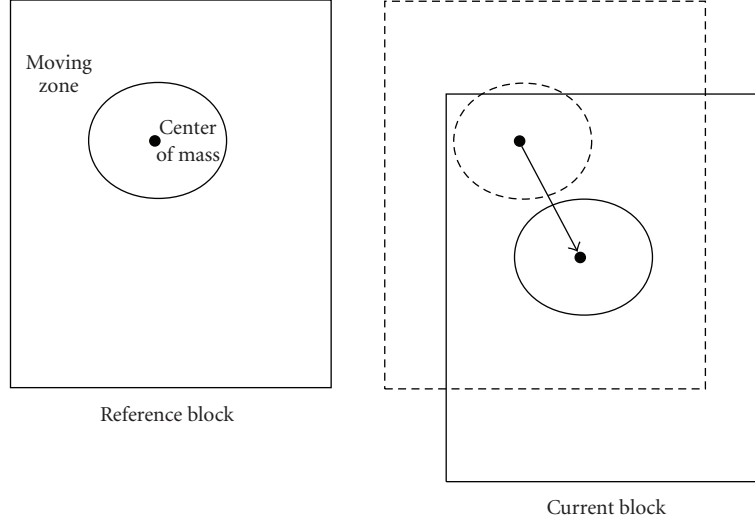 Moving
zone
Center
of mass
Reference block
Current block